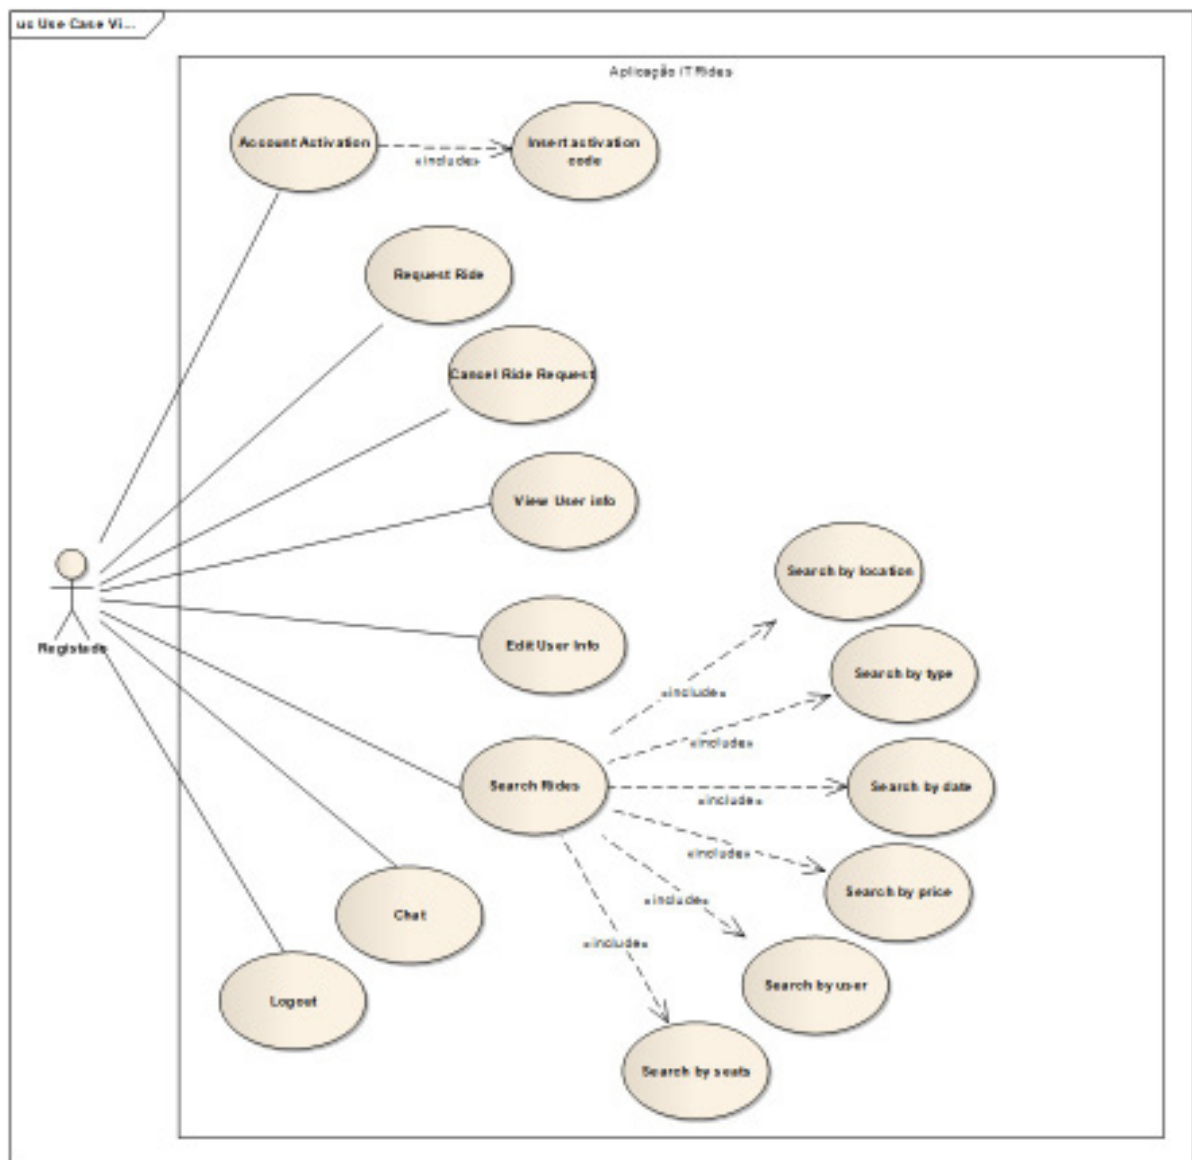 uc Use Case Vi...
Aplicação iTRides
Account Activation
«include»
Insert activation
code
Request Ride
Cancel Ride Request
View User info
Search by location
Registado
Edit User Info
Search by type
«include»
«include»
Search Rides
Search by date
«include»
«include»
Search by price
«include»
Chat
«include»
Search by user
Logout
Search by seats